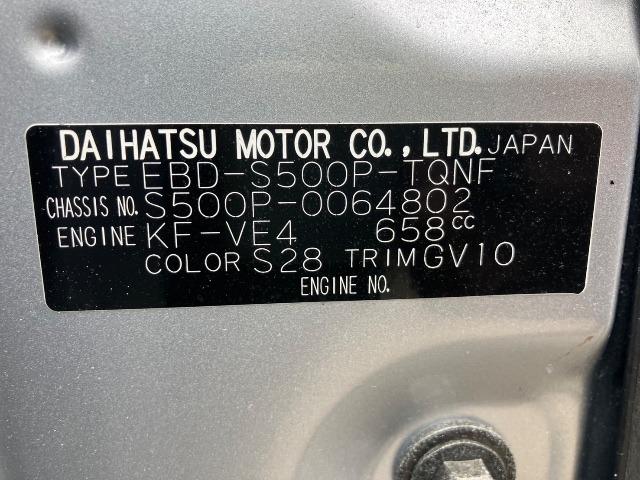 DAIHATSU MOTOR CO.,LTD. JAPAN
TYPE EBD-S500P-TQNF
CHASSIS NO. S500P-0064802
ENGINE KF-VE4 658cc
COLOR S28 TRIM GV10
ENGINE NO.